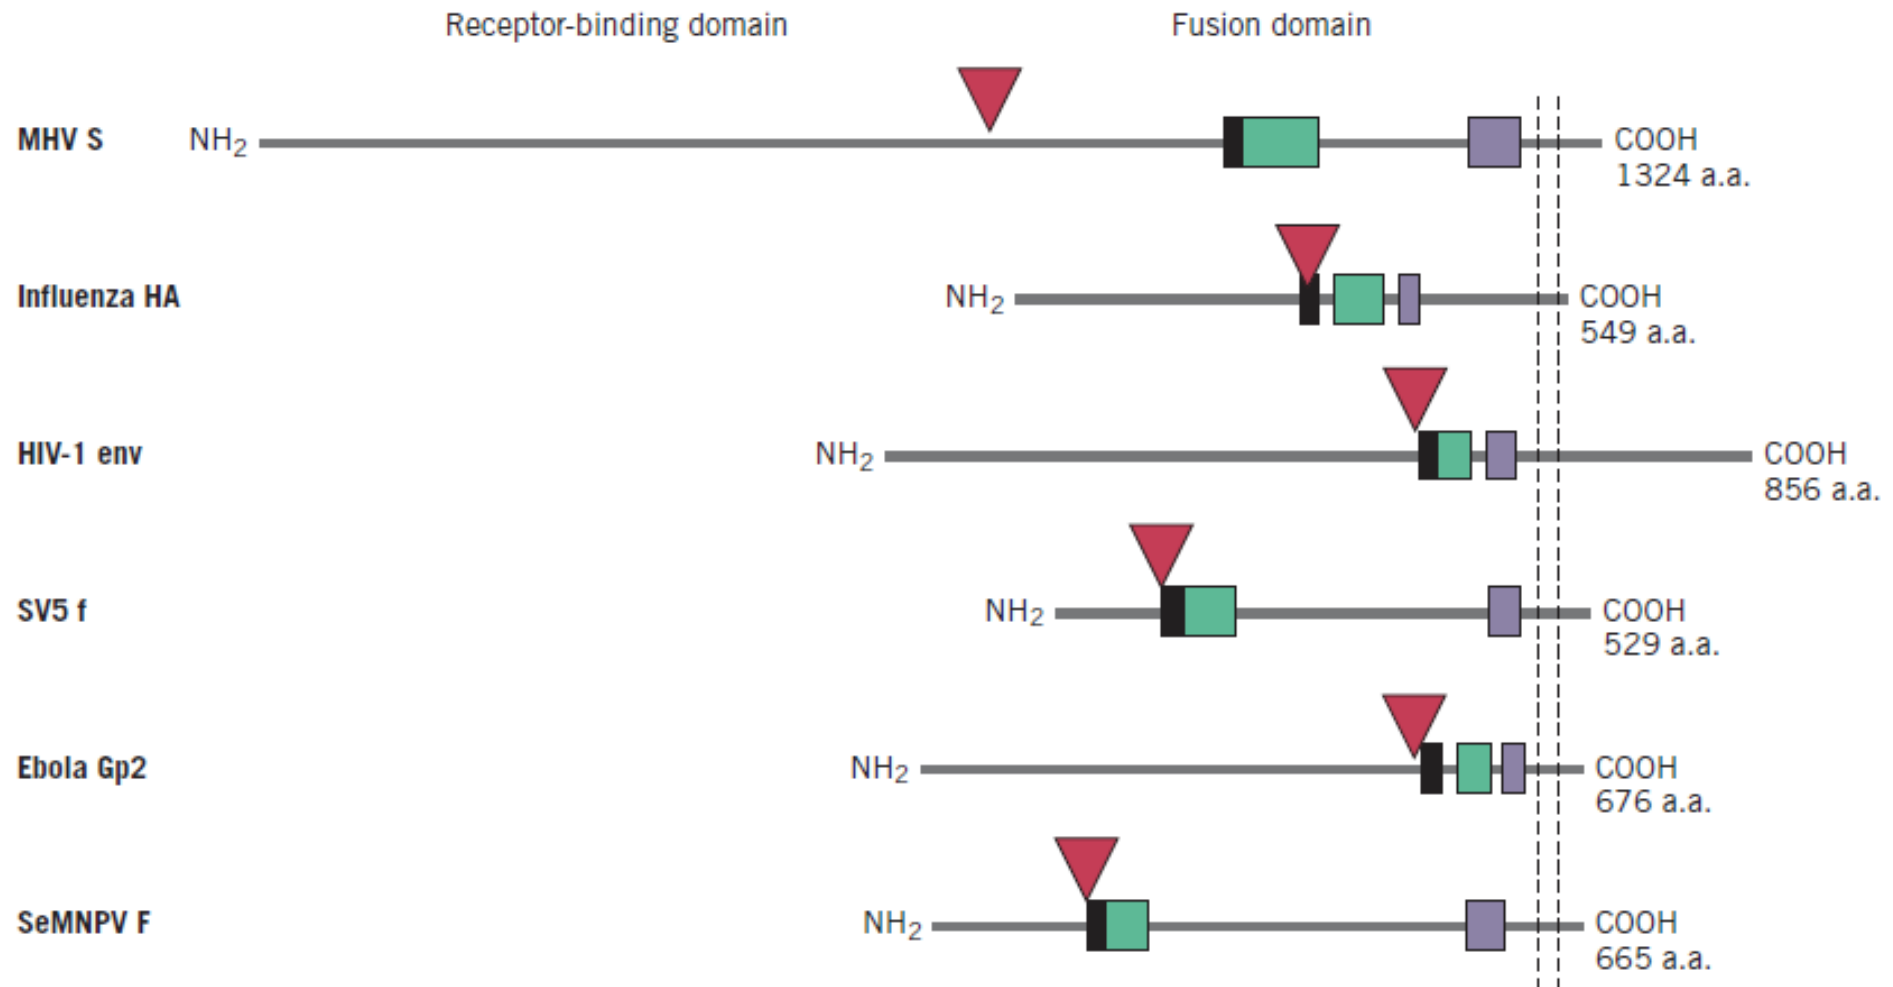 Receptor-binding domain Fusion domain
MHV S NH₂ COOH
1324 a.a.
Influenza HA NH₂ COOH
549 a.a.
HIV-1 env NH₂ COOH
856 a.a.
SV5 f NH₂ COOH
529 a.a.
Ebola Gp2 NH₂ COOH
676 a.a.
SeMNPV F NH₂ COOH
665 a.a.